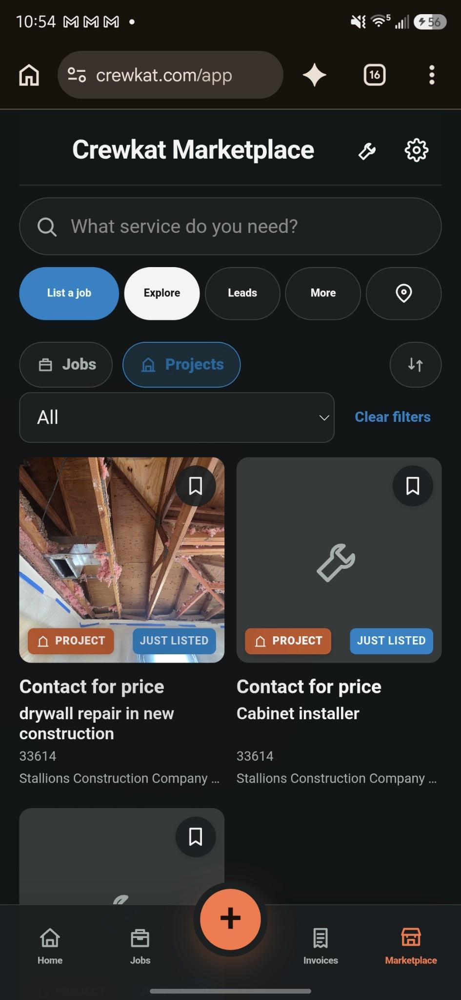 10:54
5
56
crewkat.com/app
16
Crewkat Marketplace
What service do you need?
List a job
Explore
Leads
More
Jobs
Projects
All
Clear filters
PROJECT
JUST LISTED
PROJECT
JUST LISTED
Contact for price
Contact for price
drywall repair in new
construction
Cabinet installer
33614
33614
Stallions Construction Company ...
Stallions Construction Company ...
Home
Jobs
Invoices
Marketplace